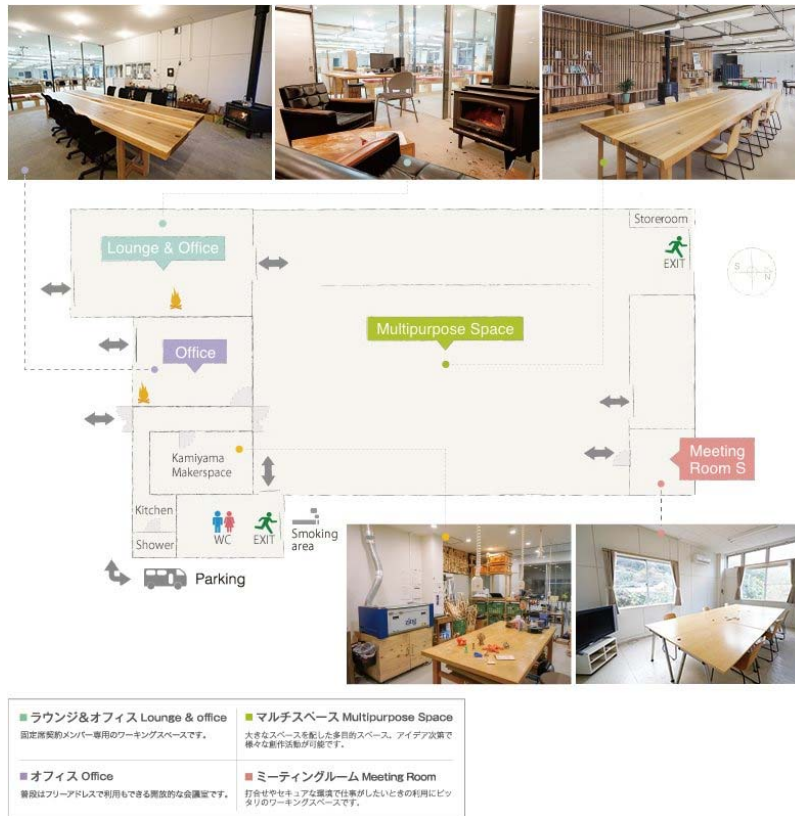 Storeroom
Lounge & Office
EXIT
S
N
Multipurpose Space
Office
Meeting
Room S
Kamiyama
Makerspace
Kitchen
Shower
WC
EXIT
Smoking
area
Parking
zing
ラウンジ&オフィス Lounge & office
固定席契約メンバー専用のワーキングスペースです。
マルチスペース Multipurpose Space
大きなスペースを配した多目的スペース。アイデア次第で
様々な創作活動が可能です。
オフィス Office
普段はフリーアドレスで利用もできる開放的な会議室です。
ミーティングルーム Meeting Room
打合せやセキュアな環境で仕事がしたいときの利用にピッ
タリのワーキングスペースです。